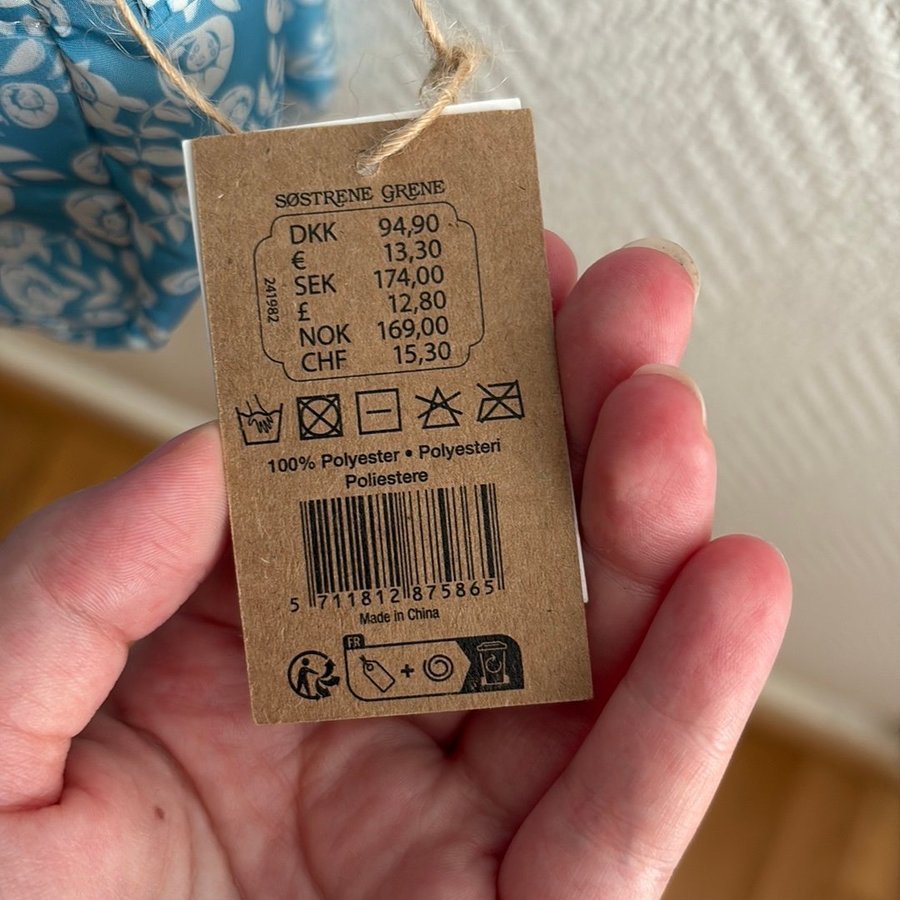 SØSTRENE GRENE
DKK 94,90
€ 13,30
SEK 174,00
£ 12,80
NOK 169,00
CHF 15,30
241982
100% Polyester • Polyesteri
Poliestere
5 711812 875865
Made in China
FR